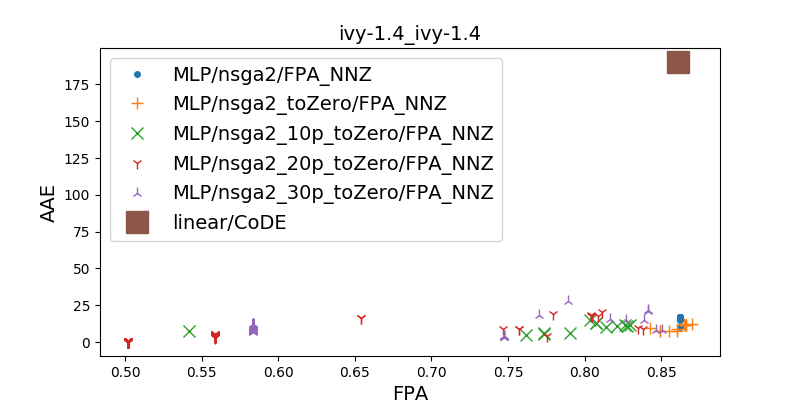 ivy-1.4_ivy-1.4
MLP/nsga2/FPA_NNZ
MLP/nsga2_toZero/FPA_NNZ
MLP/nsga2_10p_toZero/FPA_NNZ
MLP/nsga2_20p_toZero/FPA_NNZ
MLP/nsga2_30p_toZero/FPA_NNZ
linear/CoDE
AAE
175
150
125
100
75
50
25
0
0.50 0.55 0.60 0.65 0.70 0.75 0.80 0.85
FPA